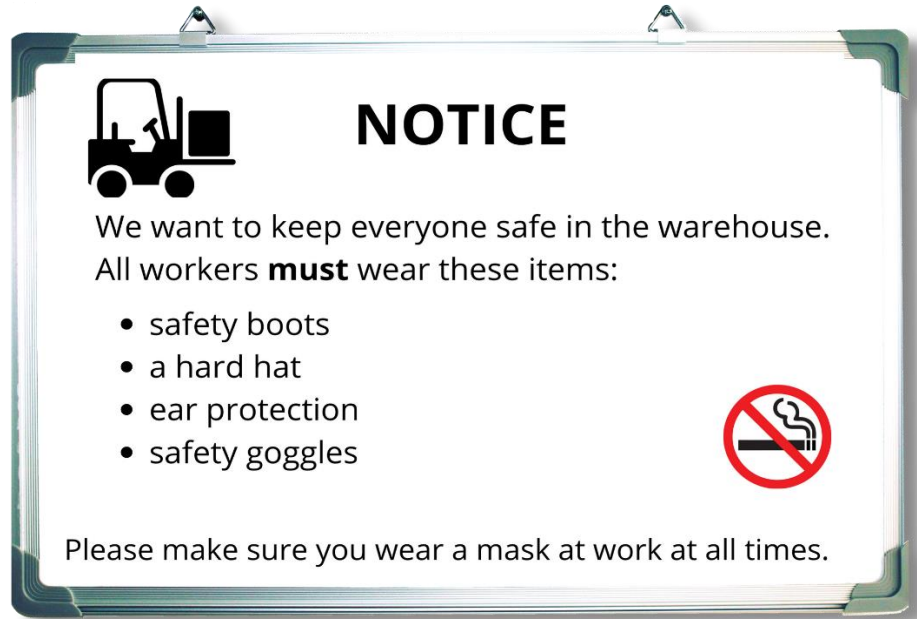 NOTICE
We want to keep everyone safe in the warehouse.
All workers must wear these items:
• safety boots
• a hard hat
• ear protection
• safety goggles
Please make sure you wear a mask at work at all times.